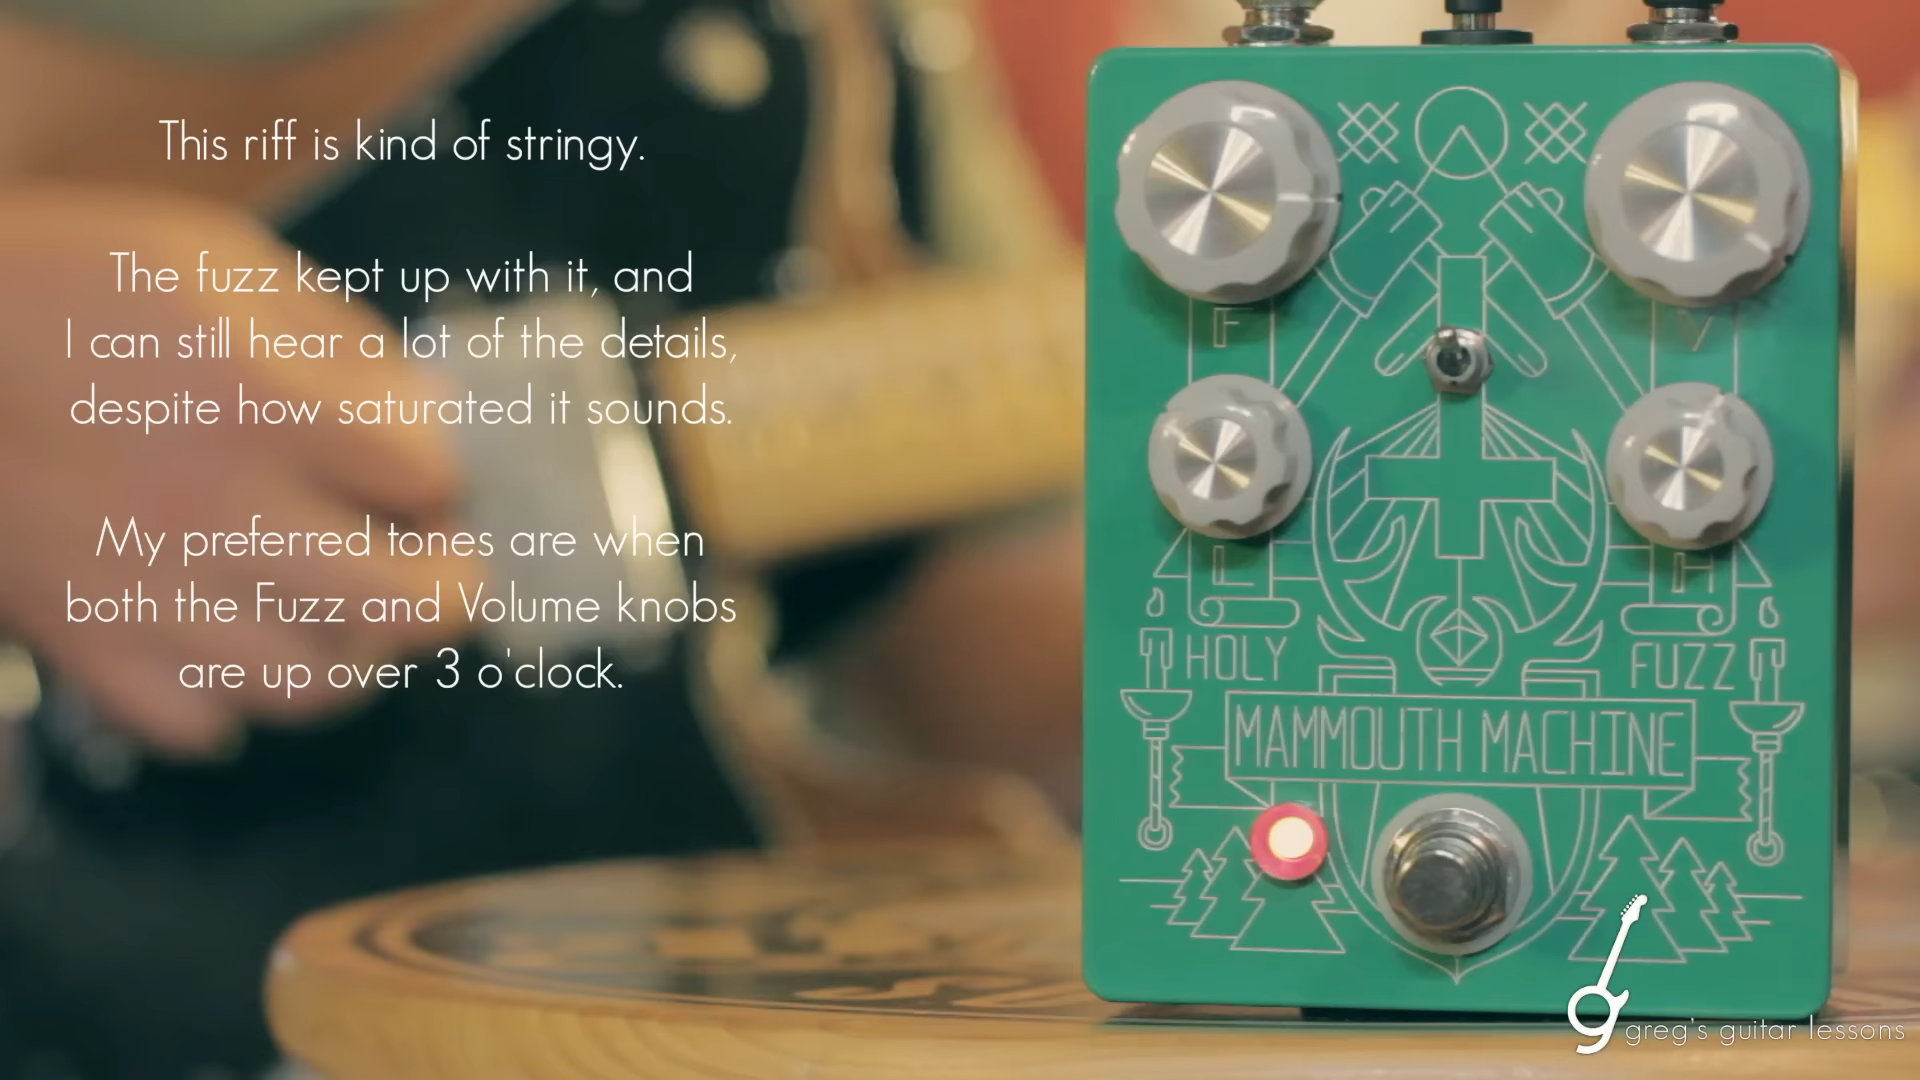 This riff is kind of stringy.
The fuzz kept up with it, and
I can still hear a lot of the details,
despite how saturated it sounds.
My preferred tones are when
both the Fuzz and Volume knobs
are up over 3 o'clock.
F V
L H
HOLY FUZZ
MAMMOUTH MACHINE
greg's guitar lessons